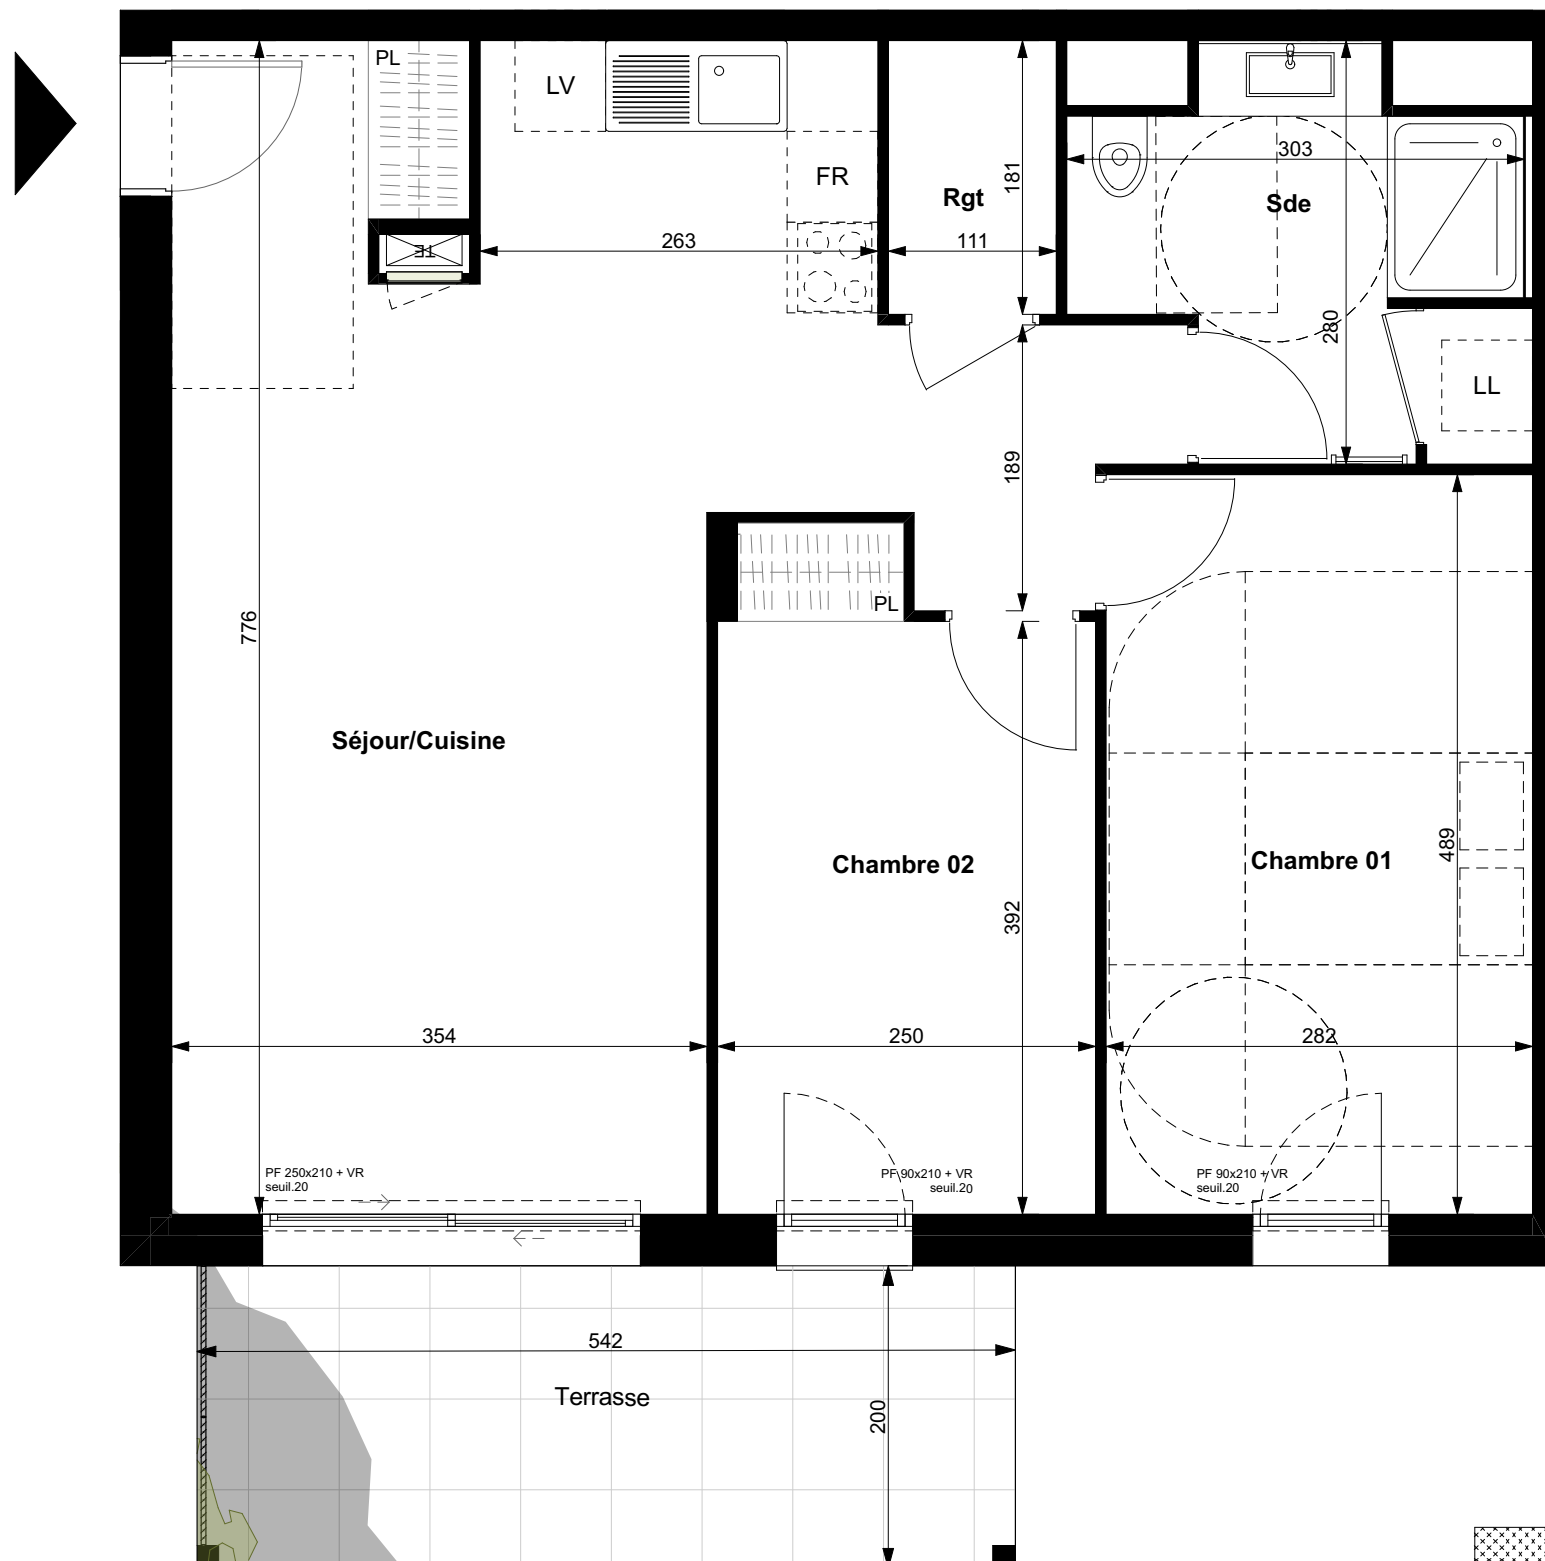 PL
LV
FR
TE
263
Rgt
111
181
303
Sde
280
LL
189
PL
776
Séjour/Cuisine
Chambre 02
Chambre 01
489
392
354
250
282
PF 250x210 + VR
seuil.20
PF 90x210 + VR
seuil.20
PF 90x210 + VR
seuil.20
542
Terrasse
200